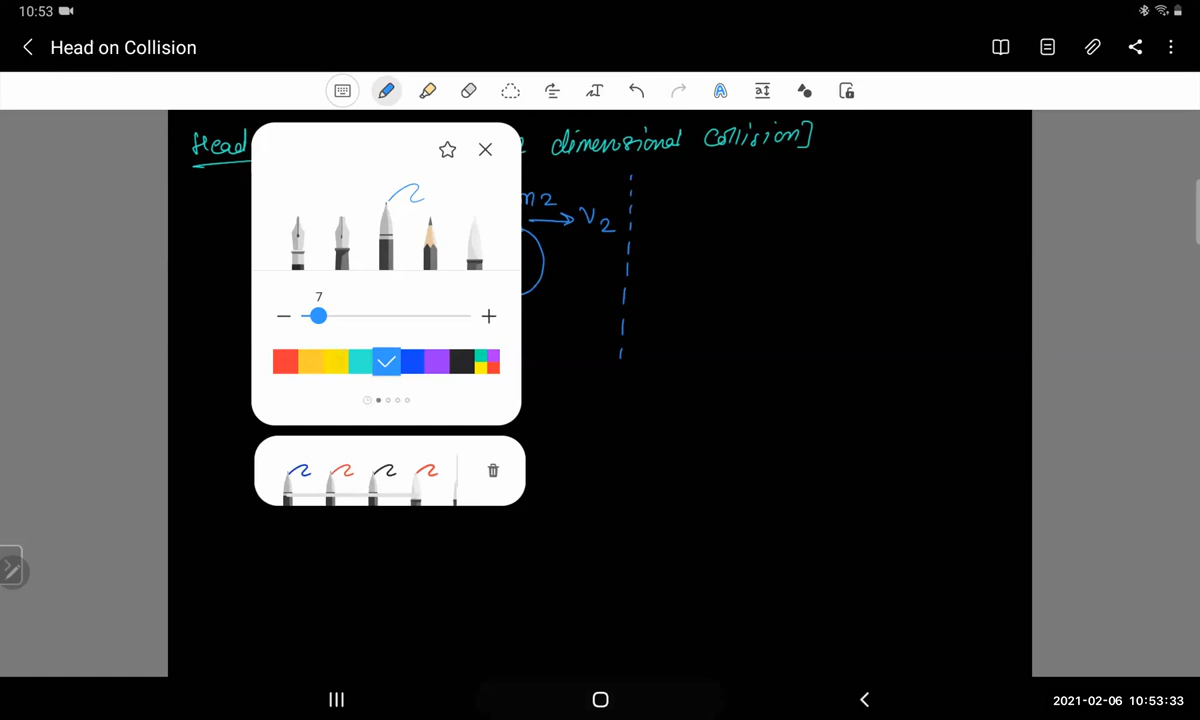 10:53
Head on Collision
Head dimensional Collision]
m2
V2
7
2021-02-06 10:53:33